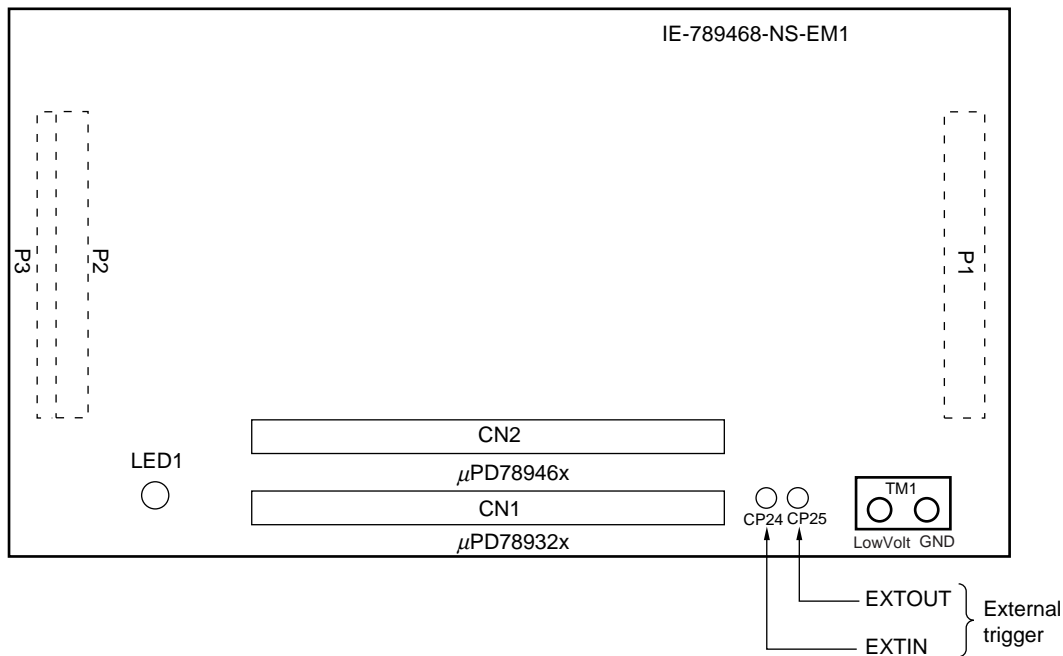 IE-789468-NS-EM1
P3
P2
P1
CN2
LED1
μPD78946x
CN1
TM1
CP24 CP25
LowVolt GND
μPD78932x
EXTOUT
External
trigger
EXTIN